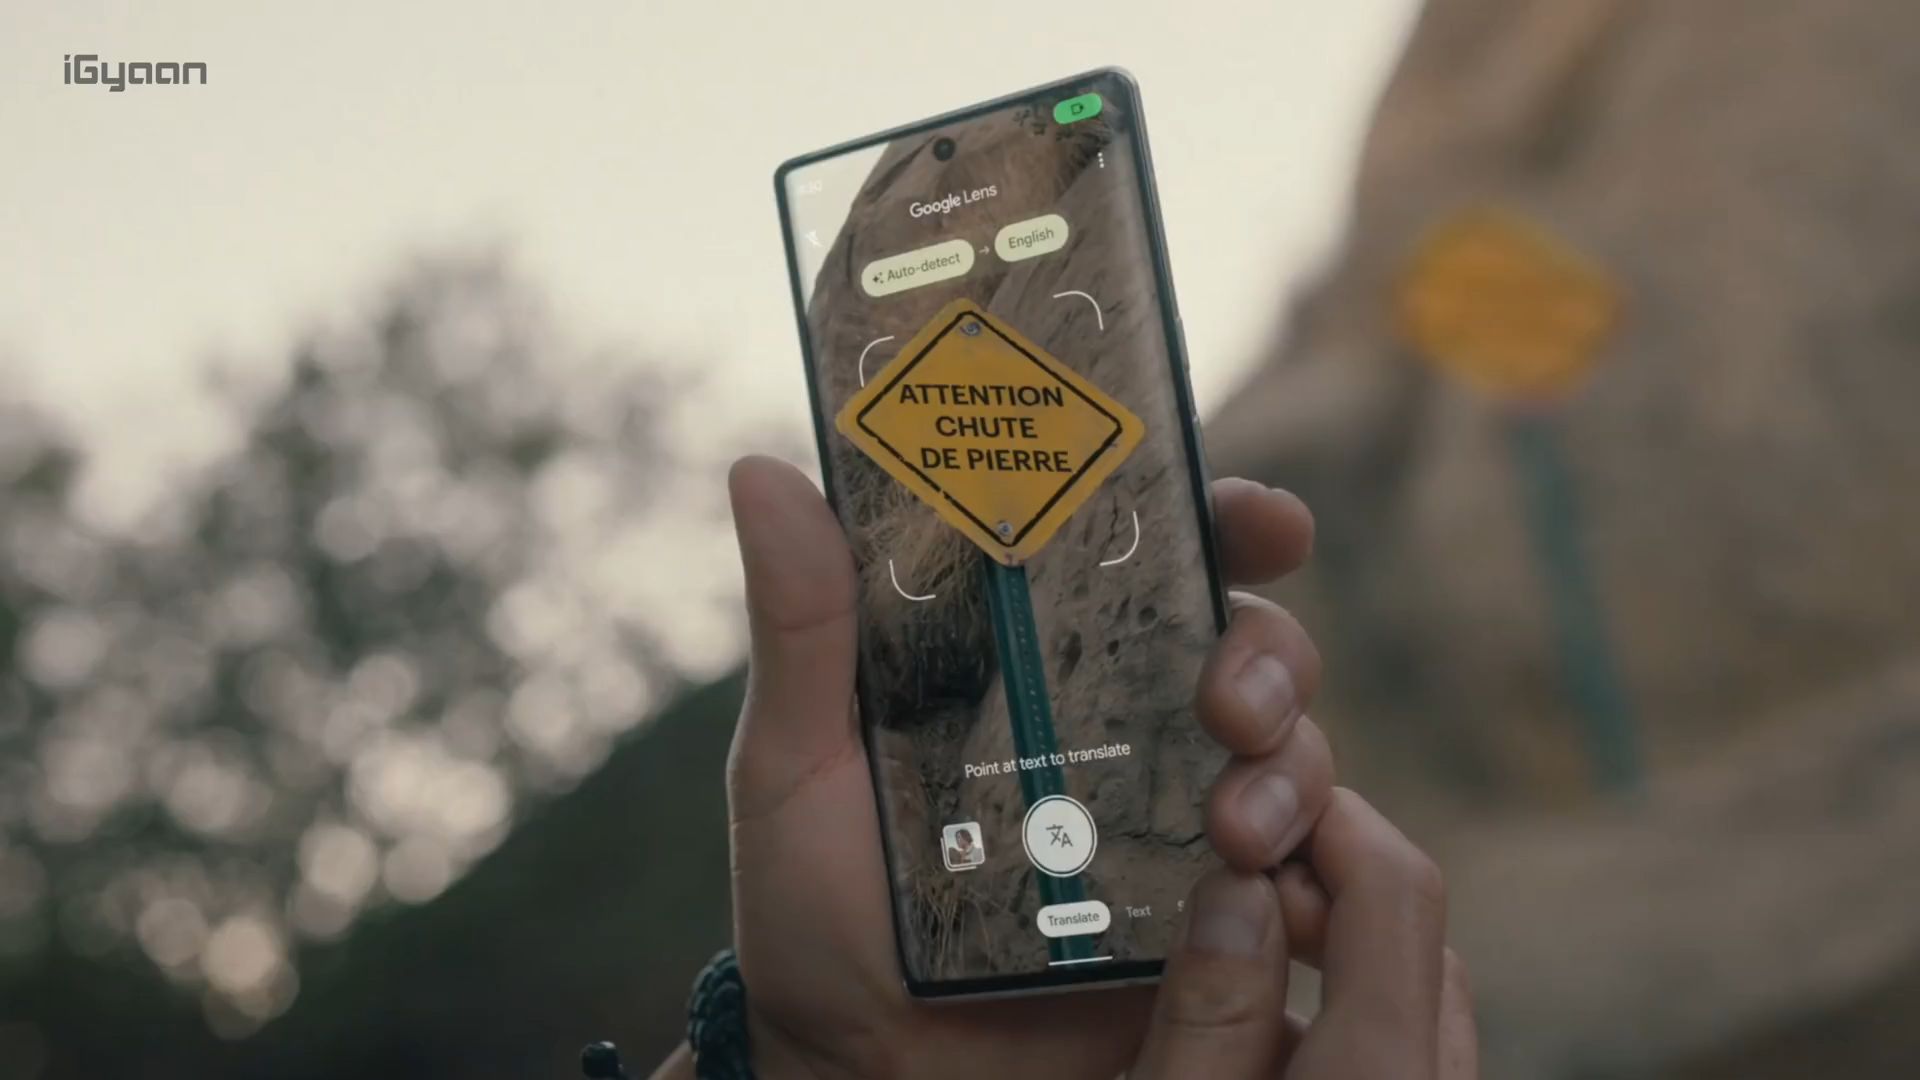 iGyaan
Google Lens
Auto-detect
English
ATTENTION
CHUTE
DE PIERRE
Point at text to translate
Translate
Text